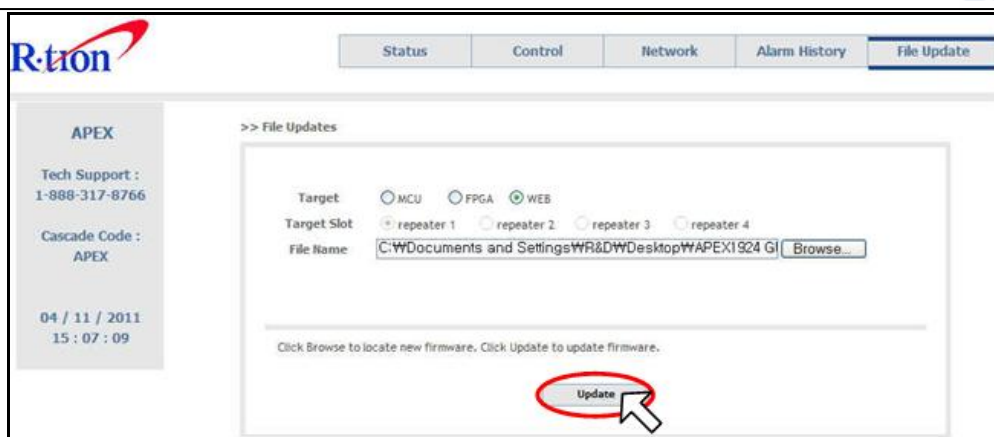 R-tron
Status Control Network Alarm History File Update
APEX
Tech Support :
1-888-317-8766
Cascade Code :
APEX
04 / 11 / 2011
15 : 07 : 09
>> File Updates
Target MCU FPGA WEB
Target Slot repeater 1 repeater 2 repeater 3 repeater 4
File Name C:₩Documents and Settings₩R&D₩Desktop₩APEX1924 GU Browse...
Click Browse to locate new firmware. Click Update to update firmware.
Update